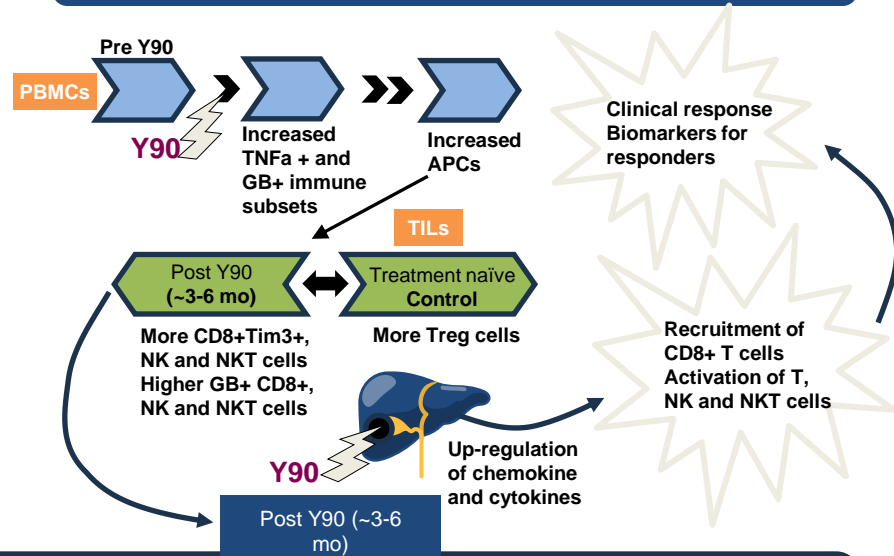 Pre Y90
PBMCs
Y90
Increased
TNFa + and
GB+ immune
subsets
Increased
APCs
Clinical response
Biomarkers for
responders
TILs
Post Y90
(~3-6 mo)
Treatment naïve
Control
More CD8+Tim3+,
NK and NKT cells
Higher GB+ CD8+,
NK and NKT cells
More Treg cells
Recruitment of
CD8+ T cells
Activation of T,
NK and NKT cells
Y90
Up-regulation
of chemokine
and cytokines
Post Y90 (~3-6
mo)